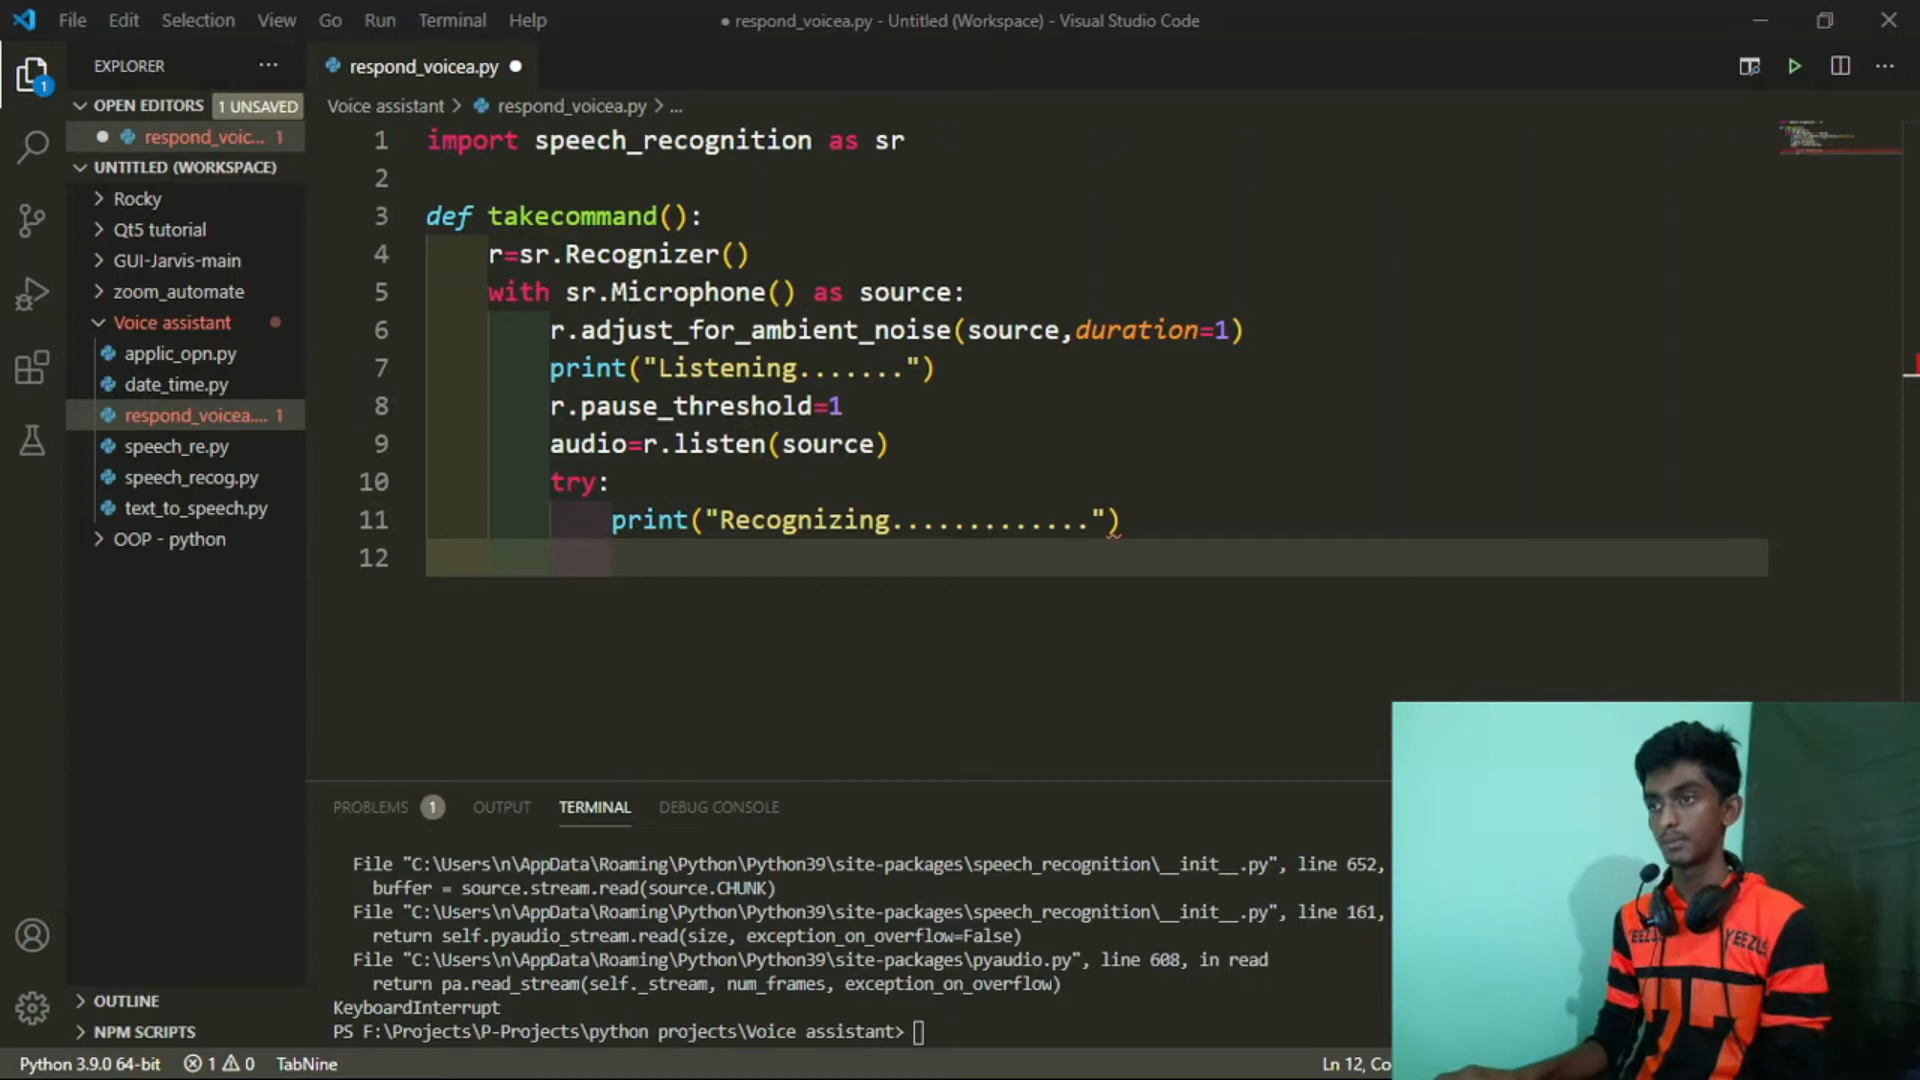 File Edit Selection View Go Run Terminal Help
● respond_voicea.py - Untitled (Workspace) - Visual Studio Code
EXPLORER ...
respond_voicea.py ●
OPEN EDITORS 1 UNSAVED
respond_voic... 1
UNTITLED (WORKSPACE)
Rocky
Qt5 tutorial
GUI-Jarvis-main
zoom_automate
Voice assistant
applic_opn.py
date_time.py
respond_voicea.... 1
speech_re.py
speech_recog.py
text_to_speech.py
OOP - python
OUTLINE
NPM SCRIPTS
1
Voice assistant > respond_voicea.py > ...
1 import speech_recognition as sr
2
3 def takecommand():
4 r=sr.Recognizer()
5 with sr.Microphone() as source:
6 r.adjust_for_ambient_noise(source,duration=1)
7 print("Listening.......")
8 r.pause_threshold=1
9 audio=r.listen(source)
10 try:
11 print("Recognizing.............")
12
PROBLEMS 1 OUTPUT TERMINAL DEBUG CONSOLE
File "C:\Users\n\AppData\Roaming\Python\Python39\site-packages\speech_recognition\__init__.py", line 652,
buffer = source.stream.read(source.CHUNK)
File "C:\Users\n\AppData\Roaming\Python\Python39\site-packages\speech_recognition\__init__.py", line 161,
return self.pyaudio_stream.read(size, exception_on_overflow=False)
File "C:\Users\n\AppData\Roaming\Python\Python39\site-packages\pyaudio.py", line 608, in read
return pa.read_stream(self._stream, num_frames, exception_on_overflow)
KeyboardInterrupt
PS F:\Projects\P-Projects\python projects\Voice assistant>
YEEZUS YEEZUS
77
Python 3.9.0 64-bit 1 0 TabNine
Ln 12, Co